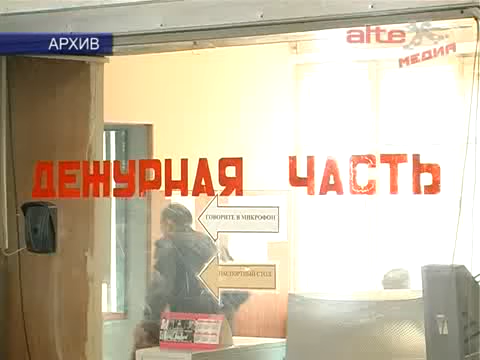 АРХИВ
alte
МЕДИА
ДЕЖУРНАЯ ЧАСТЬ
ГОВОРИТЕ В МИКРОФОН
ПАСПОРТНЫЙ СТОЛ